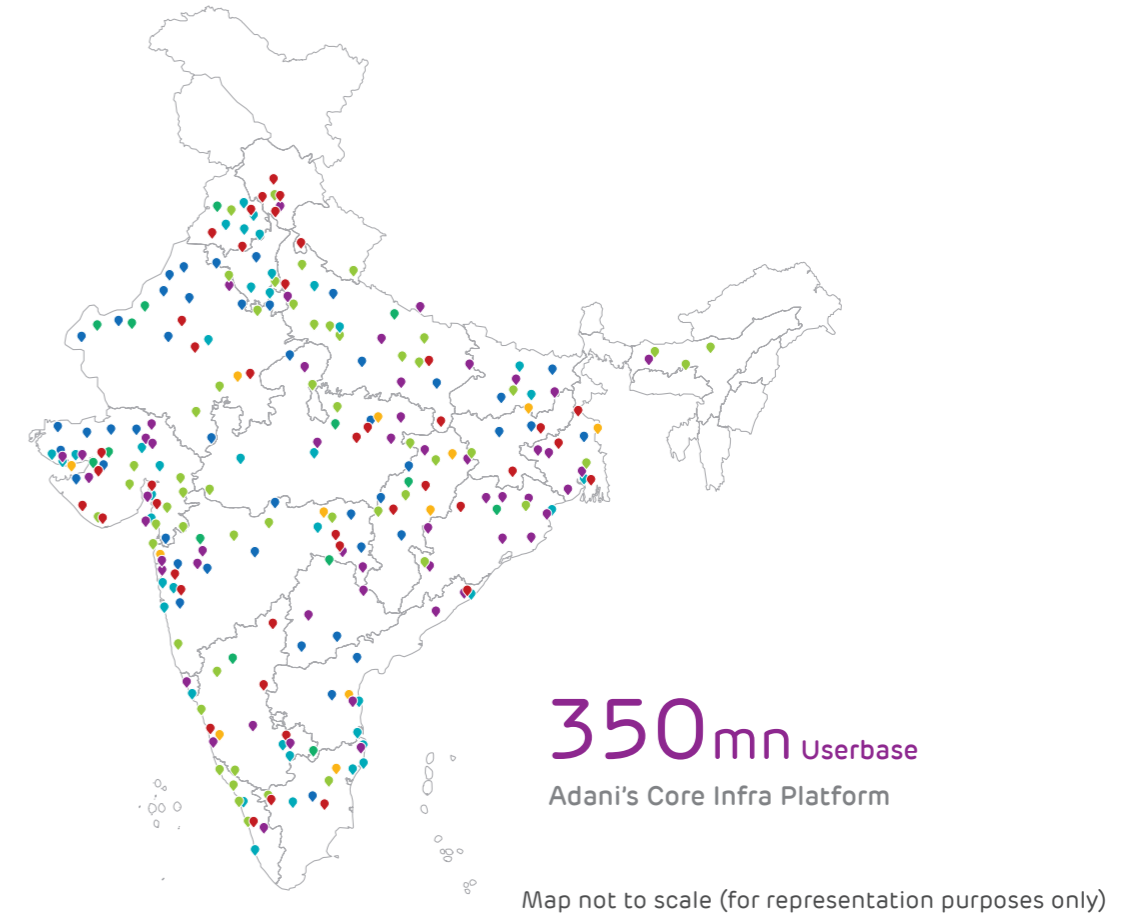 350mn Userbase
Adani's Core Infra Platform
Map not to scale (for representation purposes only)